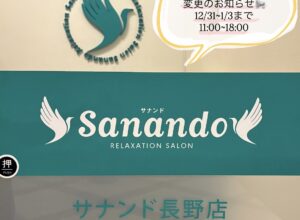 変更のお知らせ
12/31~1/3まで
11:00~18:00
サナンド
Sanando
RELAXATION SALON
押
サナンド長野店